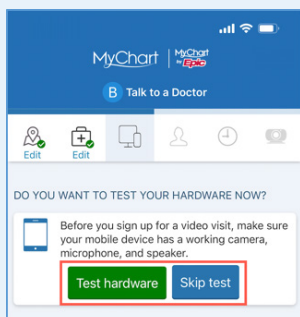 MyChart MyChart
by Epic
B Talk to a Doctor
Edit Edit
DO YOU WANT TO TEST YOUR HARDWARE NOW?
Before you sign up for a video visit, make sure
your mobile device has a working camera,
microphone, and speaker.
Test hardware Skip test